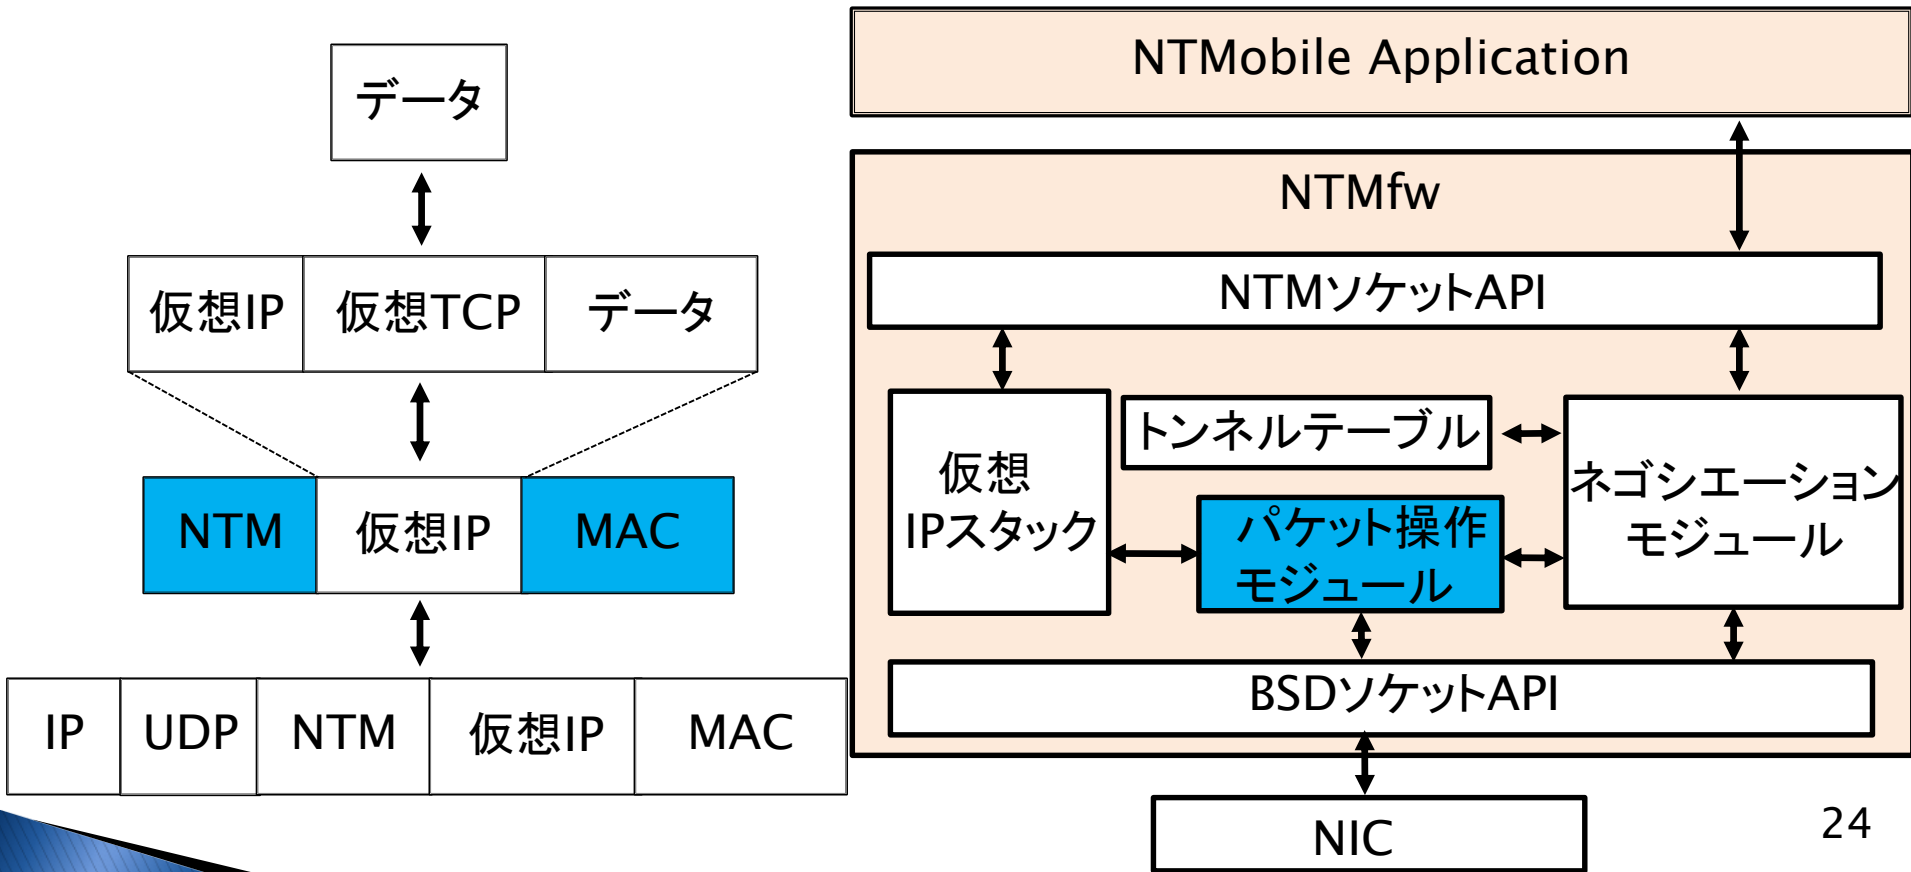 データ
仮想IP 仮想TCP データ
NTM 仮想IP MAC
IP UDP NTM 仮想IP MAC
NTMobile Application
NTMfw
NTMソケットAPI
仮想
IPスタック
トンネルテーブル
パケット操作
モジュール
ネゴシエーション
モジュール
BSDソケットAPI
NIC
24